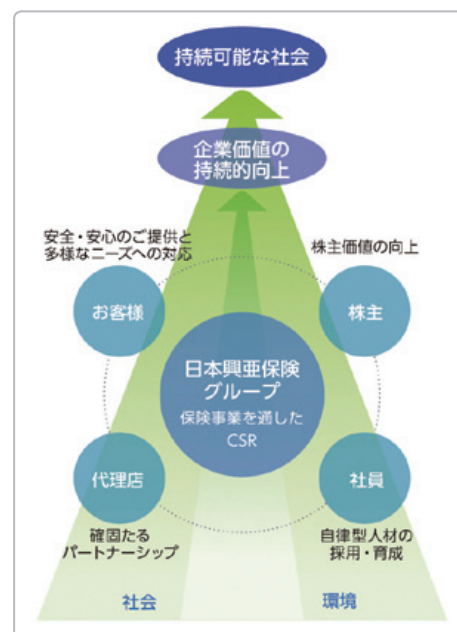 持続可能な社会
企業価値の
持続的向上
安全・安心のご提供と
多様なニーズへの対応
株主価値の向上
お客様
株主
日本興亜保険
グループ
保険事業を通した
CSR
代理店
社員
確固たる
パートナーシップ
自律型人材の
採用・育成
社会
環境